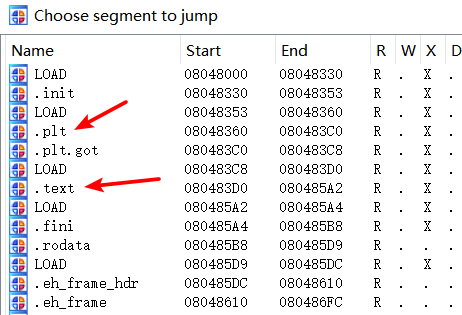 Choose segment to jump
Name Start End R W X D
LOAD 08048000 08048330 R . X .
.init 08048330 08048353 R . X .
LOAD 08048353 08048360 R . X .
.plt 08048360 080483C0 R . X .
.plt.got 080483C0 080483C8 R . X .
LOAD 080483C8 080483D0 R . X .
.text 080483D0 080485A2 R . X .
LOAD 080485A2 080485A4 R . X .
.fini 080485A4 080485B8 R . X .
.rodata 080485B8 080485D9 R . . .
LOAD 080485D9 080485DC R . X .
.eh_frame_hdr 080485DC 08048610 R . . .
.eh_frame 08048610 080486FC R . . .